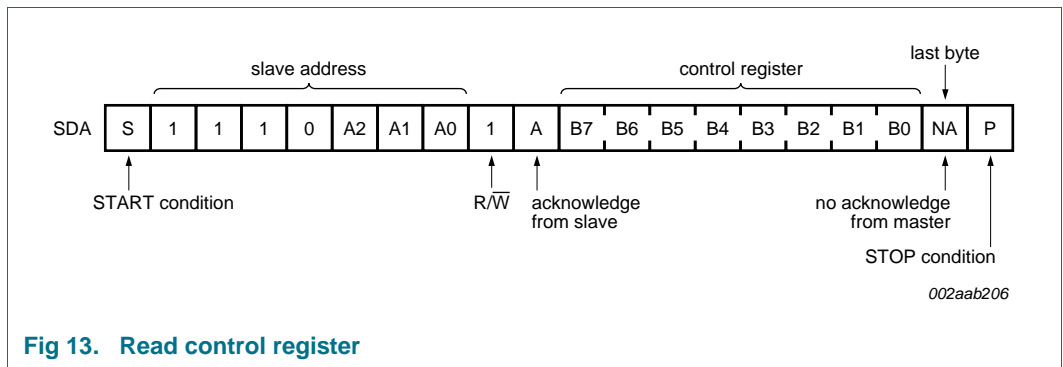 last byte
slave address control register
SDA S 1 1 1 0 A2 A1 A0 1 A B7 B6 B5 B4 B3 B2 B1 B0 NA P
START condition R/W̅ acknowledge from slave no acknowledge from master
STOP condition
002aab206
Fig 13. Read control register